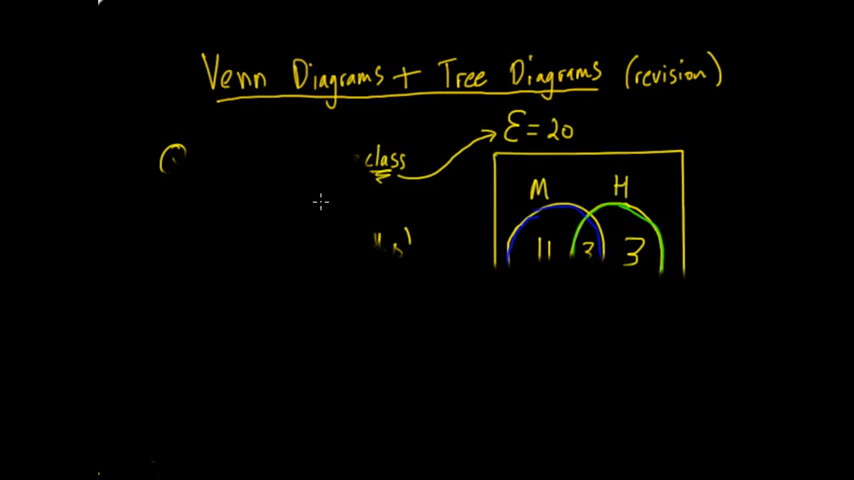 Venn Diagrams + Tree Diagrams (revision)
ℰ = 20
class
M H
11 3 3